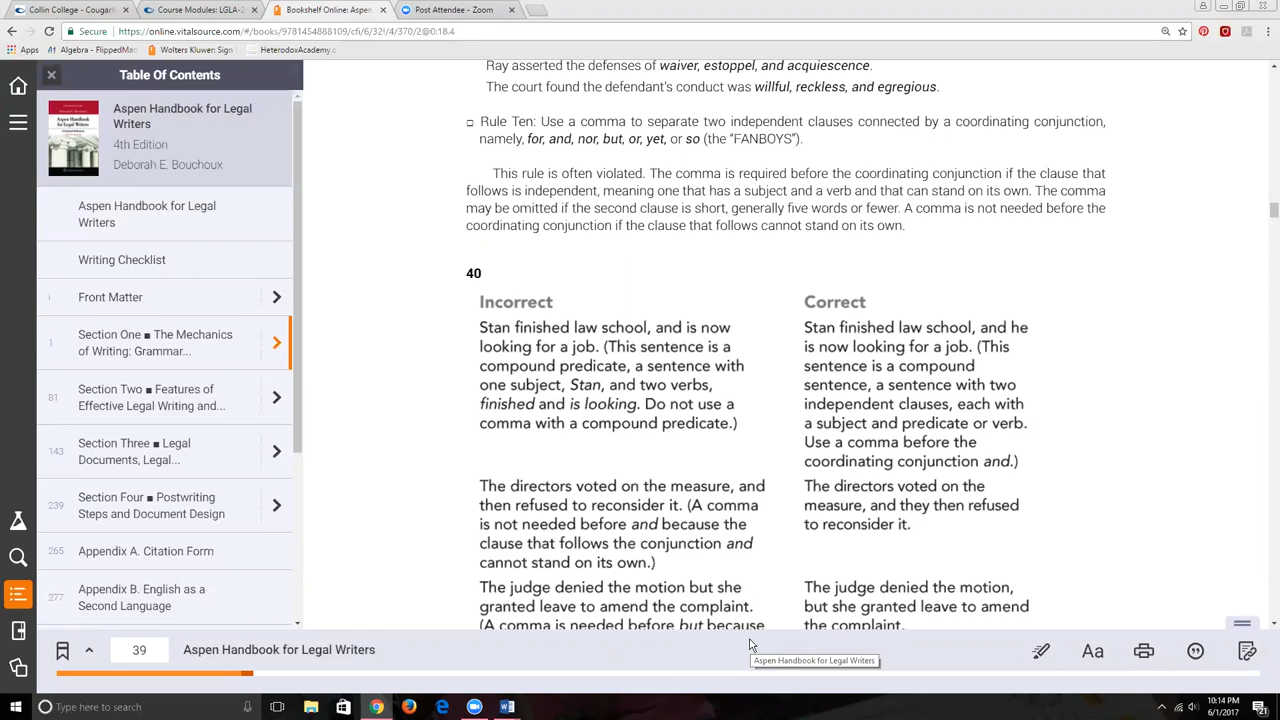 Collin College - CougarW
Course Modules: LGLA-2
Bookshelf Online: Aspen
Post Attendee - Zoom
Secure
https://online.vitalsource.com/#/books/9781454888109/cfi/6/32!/4/370/2@0:18.4
Apps
Algebra - FlippedMat
Wolters Kluwer: Sign
HeterodoxAcademy.o
Table Of Contents
Aspen Handbook for Legal
Writers
4th Edition
Deborah E. Bouchoux
Aspen Handbook for Legal
Writers
Writing Checklist
i Front Matter
1 Section One ■ The Mechanics
of Writing: Grammar...
81 Section Two ■ Features of
Effective Legal Writing and...
143 Section Three ■ Legal
Documents, Legal...
239 Section Four ■ Postwriting
Steps and Document Design
265 Appendix A. Citation Form
277 Appendix B. English as a
Second Language
Ray asserted the defenses of waiver, estoppel, and acquiescence.
The court found the defendant's conduct was willful, reckless, and egregious.
□ Rule Ten: Use a comma to separate two independent clauses connected by a coordinating conjunction,
namely, for, and, nor, but, or, yet, or so (the “FANBOYS”).
This rule is often violated. The comma is required before the coordinating conjunction if the clause that
follows is independent, meaning one that has a subject and a verb and that can stand on its own. The comma
may be omitted if the second clause is short, generally five words or fewer. A comma is not needed before the
coordinating conjunction if the clause that follows cannot stand on its own.
40
Incorrect
Stan finished law school, and is now
looking for a job. (This sentence is a
compound predicate, a sentence with
one subject, Stan, and two verbs,
finished and is looking. Do not use a
comma with a compound predicate.)
The directors voted on the measure, and
then refused to reconsider it. (A comma
is not needed before and because the
clause that follows the conjunction and
cannot stand on its own.)
The judge denied the motion but she
granted leave to amend the complaint.
(A comma is needed before but because
Correct
Stan finished law school, and he
is now looking for a job. (This
sentence is a compound
sentence, a sentence with two
independent clauses, each with
a subject and predicate or verb.
Use a comma before the
coordinating conjunction and.)
The directors voted on the
measure, and they then refused
to reconsider it.
The judge denied the motion,
but she granted leave to amend
the complaint.
39
Aspen Handbook for Legal Writers
Aa
Aspen Handbook for Legal Writers
Type here to search
10:14 PM
6/1/2017
21